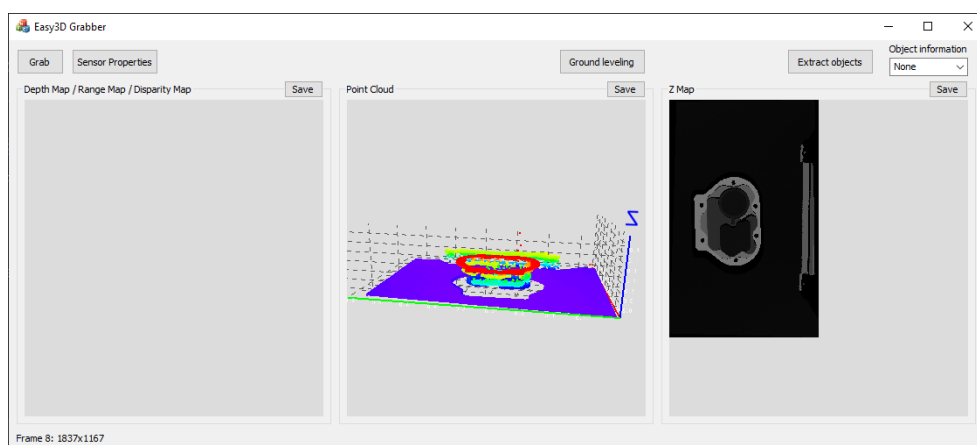 Easy3D Grabber
Grab
Sensor Properties
Ground leveling
Extract objects
Object information
None
Depth Map / Range Map / Disparity Map
Save
Point Cloud
Save
Z Map
Save
Z
Frame 8: 1837x1167